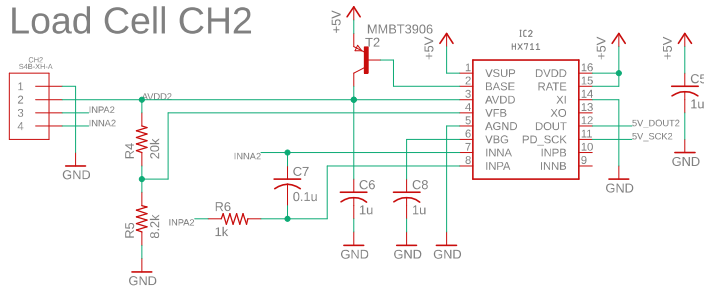 Load Cell CH2
+5V
MMBT3906
T2
+5V
IC2
HX711
+5V
+5V
CH2
S4B-XH-A
1
2
3
4
INPA2
INNA2
AVDD2
1 VSUP DVDD 16
2 BASE RATE 15
3 AVDD XI 14
4 VFB XO 13
5 AGND DOUT 12
6 VBG PD_SCK 11
7 INNA INPB 10
8 INPA INNB 9
5V_DOUT2
5V_SCK2
C5
1u
GND
GND
GND
R4
20k
INNA2
C7
0.1u
C6
1u
C8
1u
R6
INPA2
1k
R5
8.2k
GND
GND
GND
GND